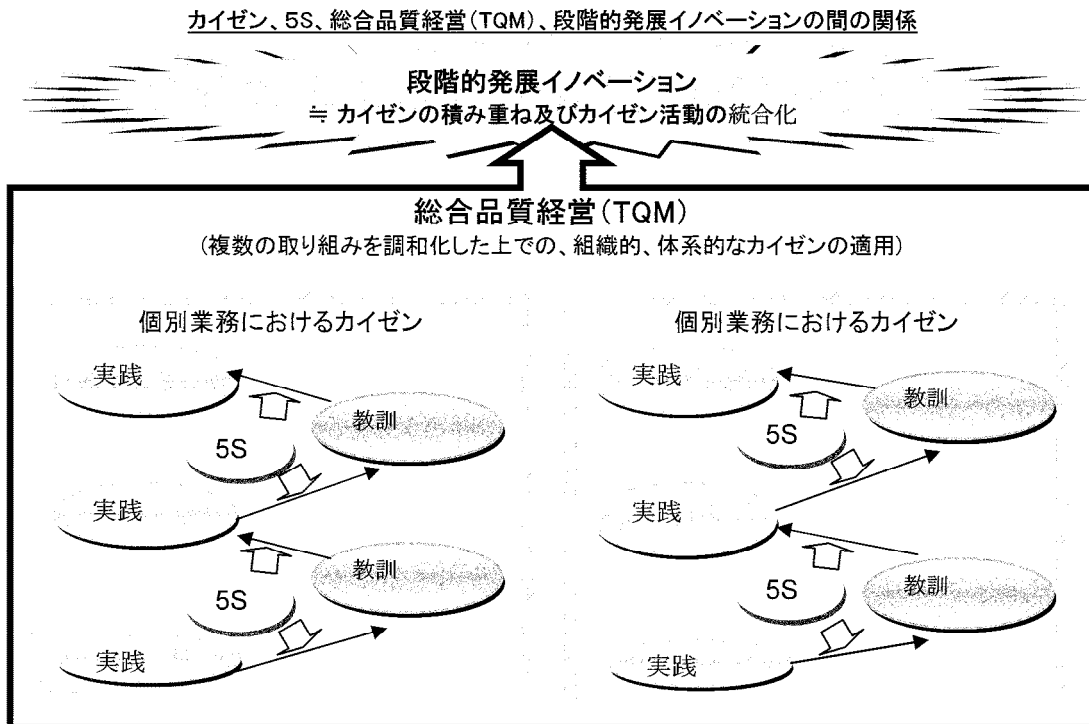 カイゼン、5S、総合品質経営(TQM)、段階的発展イノベーションの間の関係
段階的発展イノベーション
≒ カイゼンの積み重ね及びカイゼン活動の統合化
総合品質経営(TQM)
(複数の取り組みを調和化した上での、組織的、体系的なカイゼンの適用)
個別業務におけるカイゼン
実践
教訓
5S
実践
教訓
5S
実践
個別業務におけるカイゼン
実践
教訓
5S
実践
教訓
5S
実践